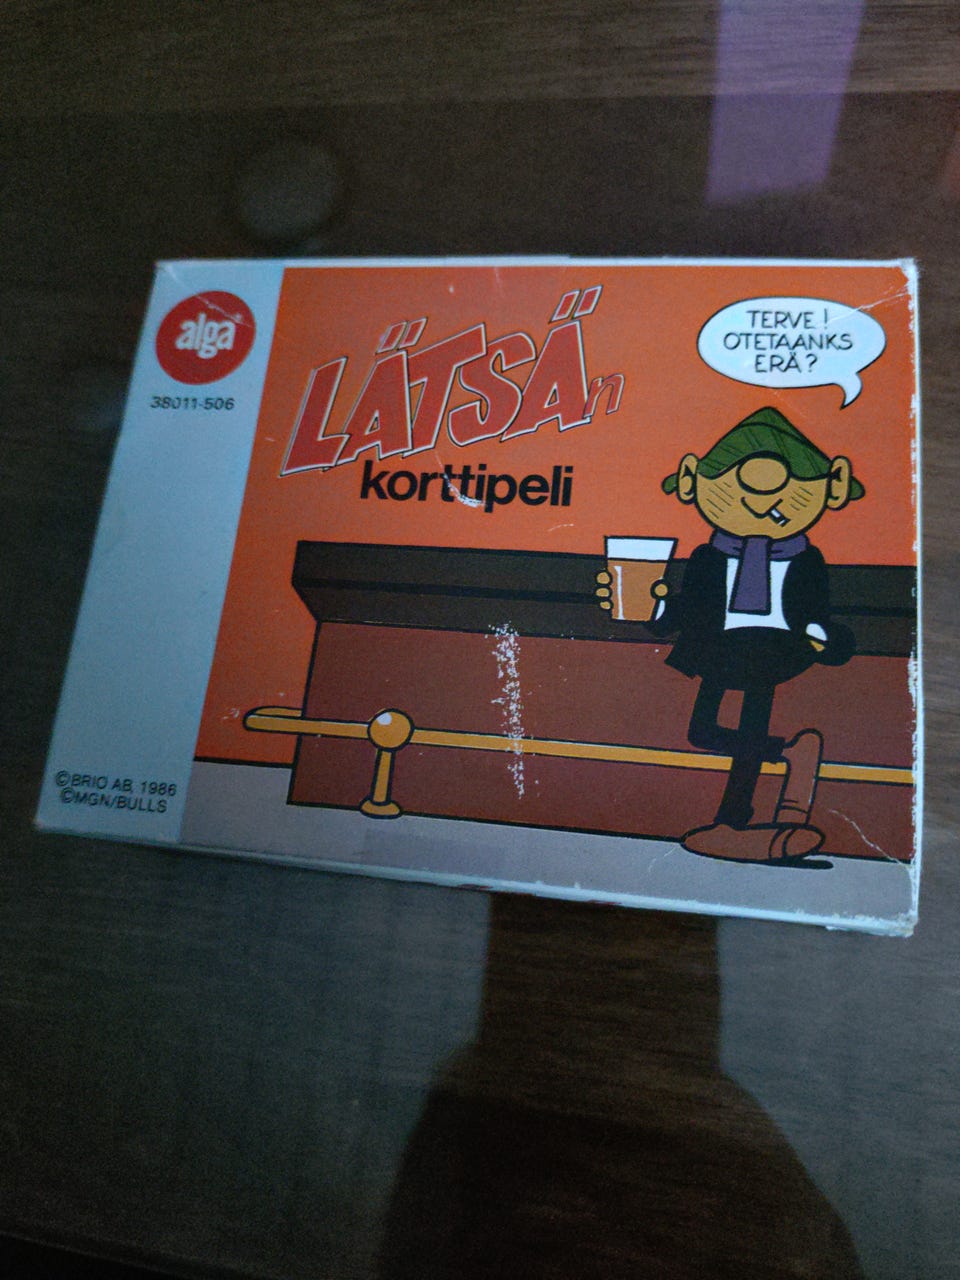 alga®
38011-506
LÄTSÄn
korttipeli
TERVE!
OTETAANKS
ERÄ?
©BRIO AB, 1986
©MGN/BULLS